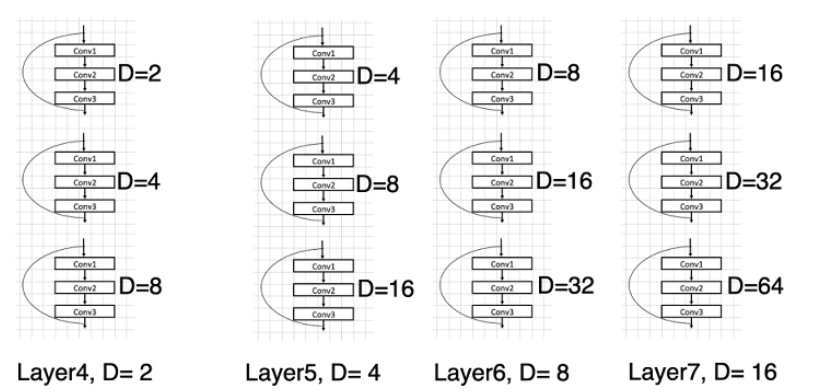 Conv1
Conv2 D=2
Conv3
Conv1
Conv2 D=4
Conv3
Conv1
Conv2 D=8
Conv3
Layer4, D= 2
Conv1
Conv2 D=4
Conv3
Conv1
Conv2 D=8
Conv3
Conv1
Conv2 D=16
Conv3
Layer5, D= 4
Conv1
Conv2 D=8
Conv3
Conv1
Conv2 D=16
Conv3
Conv1
Conv2 D=32
Conv3
Layer6, D= 8
Conv1
Conv2 D=16
Conv3
Conv1
Conv2 D=32
Conv3
Conv1
Conv2 D=64
Conv3
Layer7, D= 16